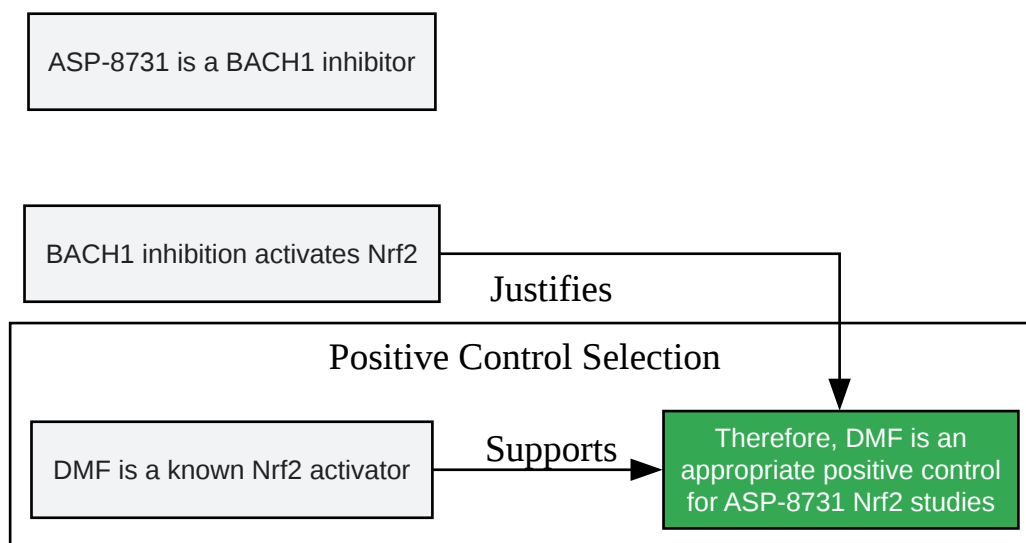 ASP-8731 is a BACH1 inhibitor
BACH1 inhibition activates Nrf2
Justifies
Positive Control Selection
DMF is a known Nrf2 activator
Supports
Therefore, DMF is an
appropriate positive control
for ASP-8731 Nrf2 studies